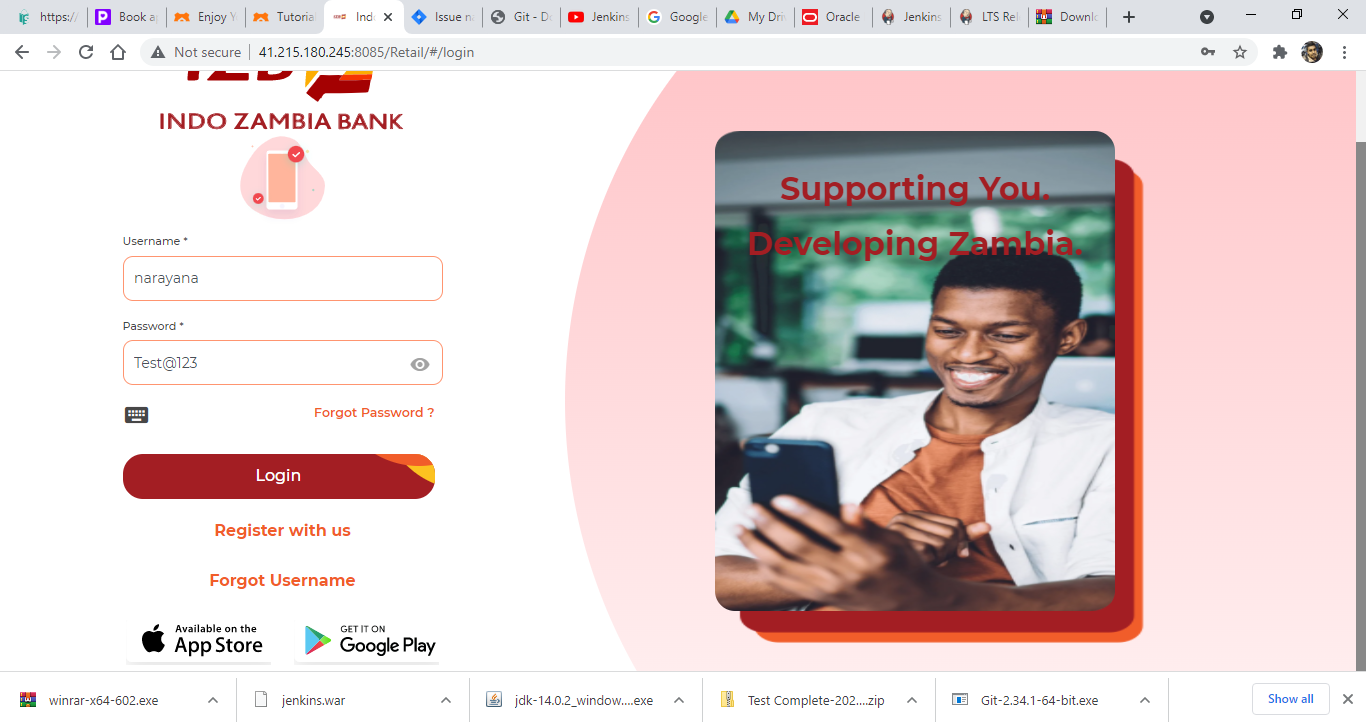 https:/
Book a
Enjoy Y
Tutoria
Ind
Issue n
Git - D
Jenkins
Google
My Dri
Oracle
Jenkins
LTS Rel
Downlo
Not secure
41.215.180.245:8085/Retail/#/login
INDO ZAMBIA BANK
Username *
narayana
Password *
Test@123
Forgot Password ?
Login
Register with us
Forgot Username
Available on the
App Store
GET IT ON
Google Play
Supporting You.
Developing Zambia.
winrar-x64-602.exe
jenkins.war
jdk-14.0.2_window....exe
Test Complete-202....zip
Git-2.34.1-64-bit.exe
Show all